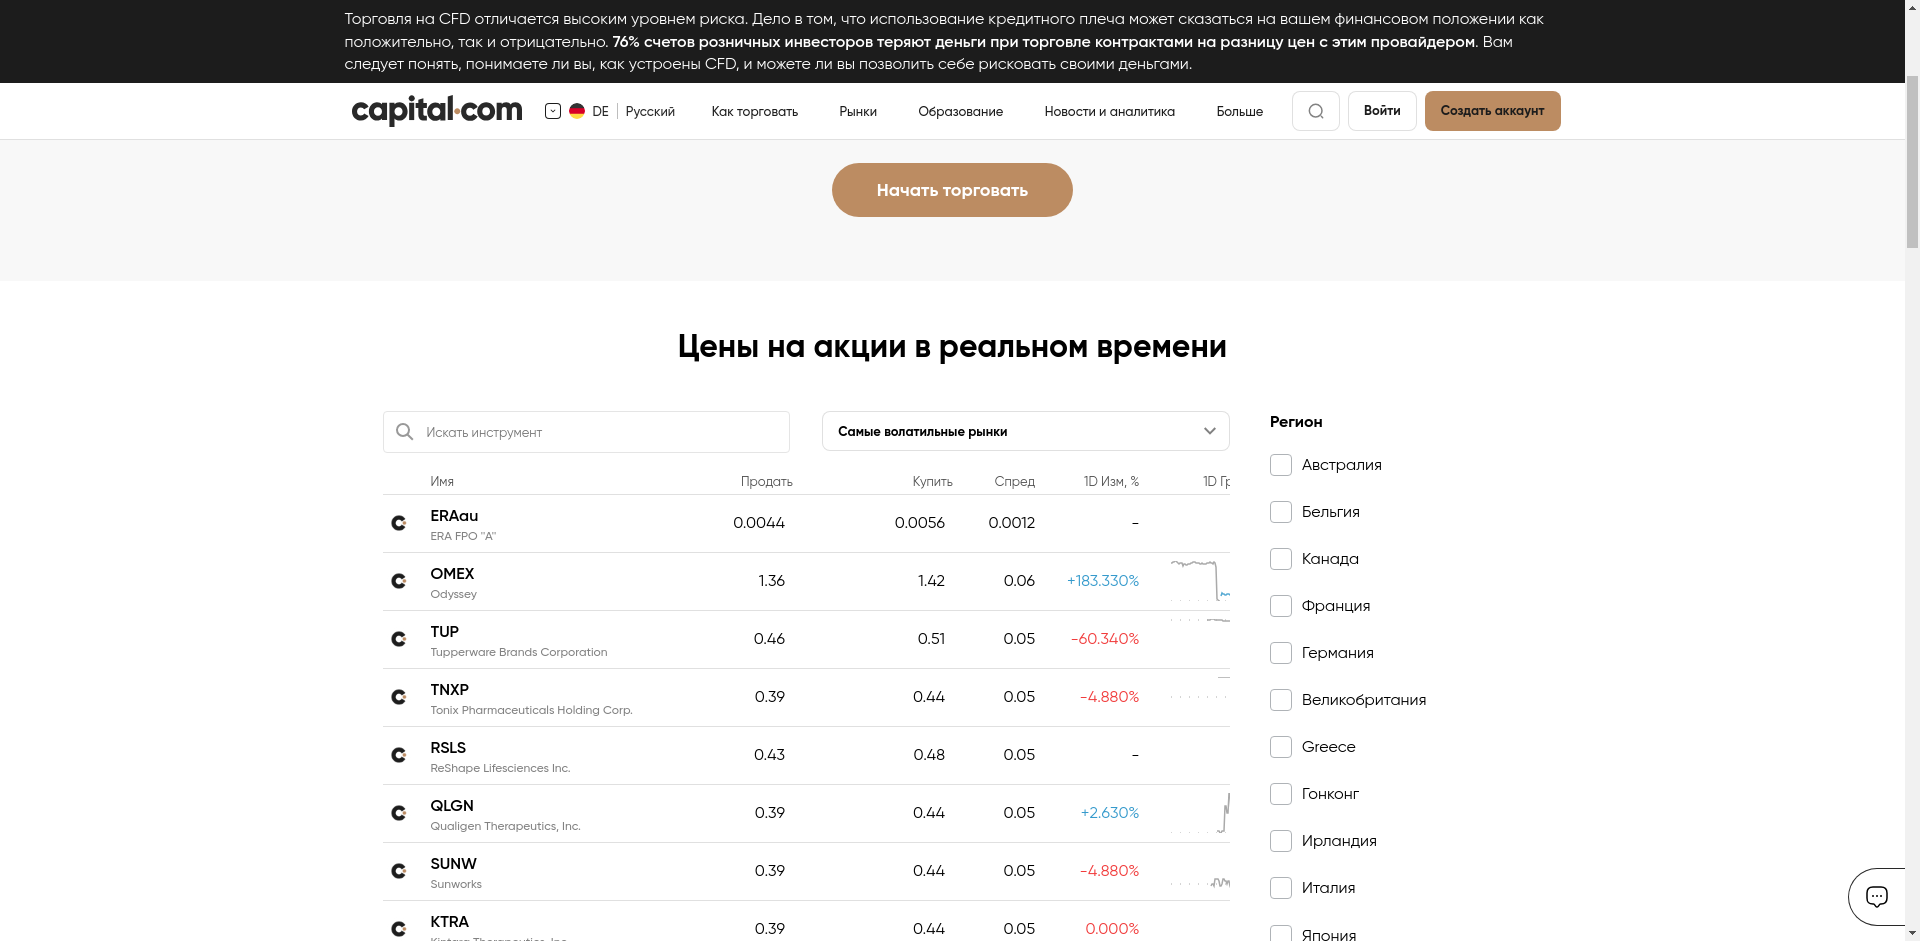 Торговля на CFD отличается высоким уровнем риска. Дело в том, что использование кредитного плеча может сказаться на вашем финансовом положении как
положительно, так и отрицательно. 76% счетов розничных инвесторов теряют деньги при торговле контрактами на разницу цен с этим провайдером. Вам
следует понять, понимаете ли вы, как устроены CFD, и можете ли вы позволить себе рисковать своими деньгами.
capital.com DE Русский Как торговать Рынки Образование Новости и аналитика Больше Войти Создать аккаунт
Начать торговать
Цены на акции в реальном времени
Искать инструмент
Самые волатильные рынки
Имя Продать Купить Спред 1D Изм, % 1D Гр
ERAau 0.0044 0.0056 0.0012 -
ERA FPO "A"
OMEX 1.36 1.42 0.06 +183.330%
Odyssey
TUP 0.46 0.51 0.05 -60.340%
Tupperware Brands Corporation
TNXP 0.39 0.44 0.05 -4.880%
Tonix Pharmaceuticals Holding Corp.
RSLS 0.43 0.48 0.05 -
ReShape Lifesciences Inc.
QLGN 0.39 0.44 0.05 +2.630%
Qualigen Therapeutics, Inc.
SUNW 0.39 0.44 0.05 -4.880%
Sunworks
KTRA 0.39 0.44 0.05 0.000%
Регион
Австралия
Бельгия
Канада
Франция
Германия
Великобритания
Greece
Гонконг
Ирландия
Италия
Япония